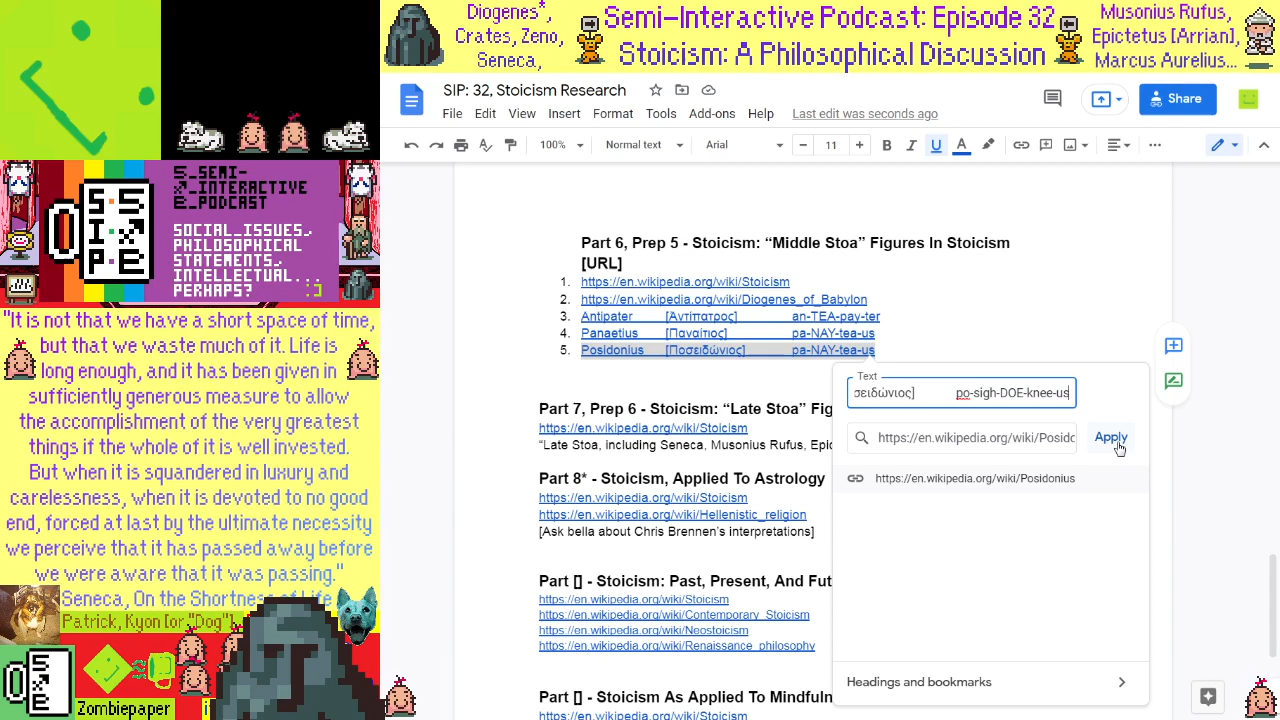 Diogenes*,
Crates, Zeno,
Seneca,
Semi-Interactive Podcast: Episode 32
Stoicism: A Philosophical Discussion
Musonius Rufus,
Epictetus [Arrian],
Marcus Aurelius...
SIP: 32, Stoicism Research
File Edit View Insert Format Tools Add-ons Help Last edit was seconds ago
Share
100% Normal text Arial 11 B I U A
S_SEMI-
_INTERACTIVE
_PODCAST
SOCIAL_ISSUES,
PHILOSOPHICAL
STATEMENTS,
INTELLECTUAL...
PERHAPS? :)
"It is not that we have a short space of time,
but that we waste much of it. Life is
long enough, and it has been given in
sufficiently generous measure to allow
the accomplishment of the very greatest
things if the whole of it is well invested.
But when it is squandered in luxury and
carelessness, when it is devoted to no good
end, forced at last by the ultimate necessity
we perceive that it has passed away before
we were aware that it was passing."
Seneca, On the Shortness of Life
Patrick, Kyon [or "Dog"],
Zombiepaper
Part 6, Prep 5 - Stoicism: “Middle Stoa” Figures In Stoicism
[URL]
1. https://en.wikipedia.org/wiki/Stoicism
2. https://en.wikipedia.org/wiki/Diogenes_of_Babylon
3. Antipater [Ἀντίπατρος] an-TEA-pay-ter
4. Panaetius [Παναίτιος] pa-NAY-tea-us
5. Posidonius [Ποσειδώνιος] pa-NAY-tea-us
Part 7, Prep 6 - Stoicism: “Late Stoa” Fig
https://en.wikipedia.org/wiki/Stoicism
“Late Stoa, including Seneca, Musonius Rufus, Epic
Part 8* - Stoicism, Applied To Astrology
https://en.wikipedia.org/wiki/Stoicism
https://en.wikipedia.org/wiki/Hellenistic_religion
[Ask bella about Chris Brennen’s interpretations]
Part [] - Stoicism: Past, Present, And Fut
https://en.wikipedia.org/wiki/Stoicism
https://en.wikipedia.org/wiki/Contemporary_Stoicism
https://en.wikipedia.org/wiki/Neostoicism
https://en.wikipedia.org/wiki/Renaissance_philosophy
Part [] - Stoicism As Applied To Mindfuln
https://en.wikipedia.org/wiki/Stoicism
Text
σειδώνιος] po-sigh-DOE-knee-us
https://en.wikipedia.org/wiki/Posido
Apply
https://en.wikipedia.org/wiki/Posidonius
Headings and bookmarks